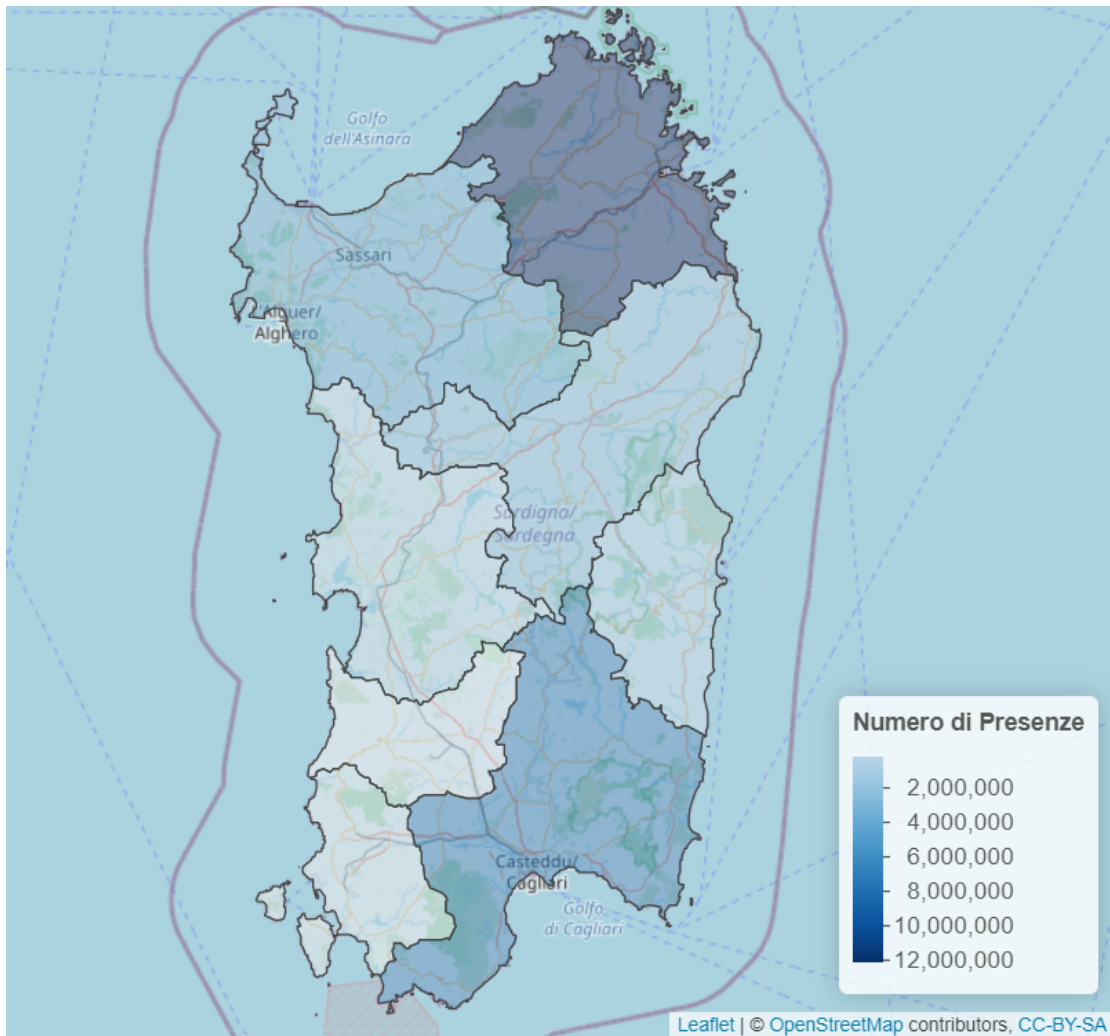 Golfo
dell'Asinara
Sassari
L'Alguer/
Alghero
Sardigna/
Sardegna
Casteddu/
Cagliari
Golfo
di Cagliari
Numero di Presenze
2,000,000
4,000,000
6,000,000
8,000,000
10,000,000
12,000,000
Leaflet | © OpenStreetMap contributors, CC-BY-SA